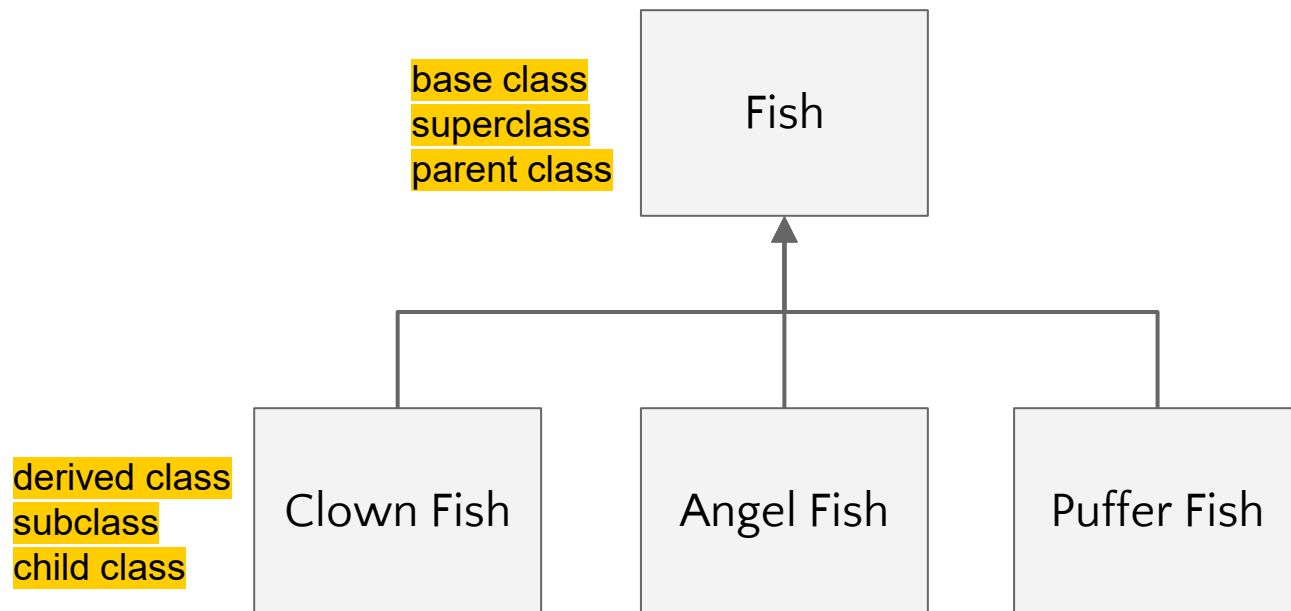 base class
superclass
parent class
Fish
derived class
subclass
child class
Clown Fish
Angel Fish
Puffer Fish